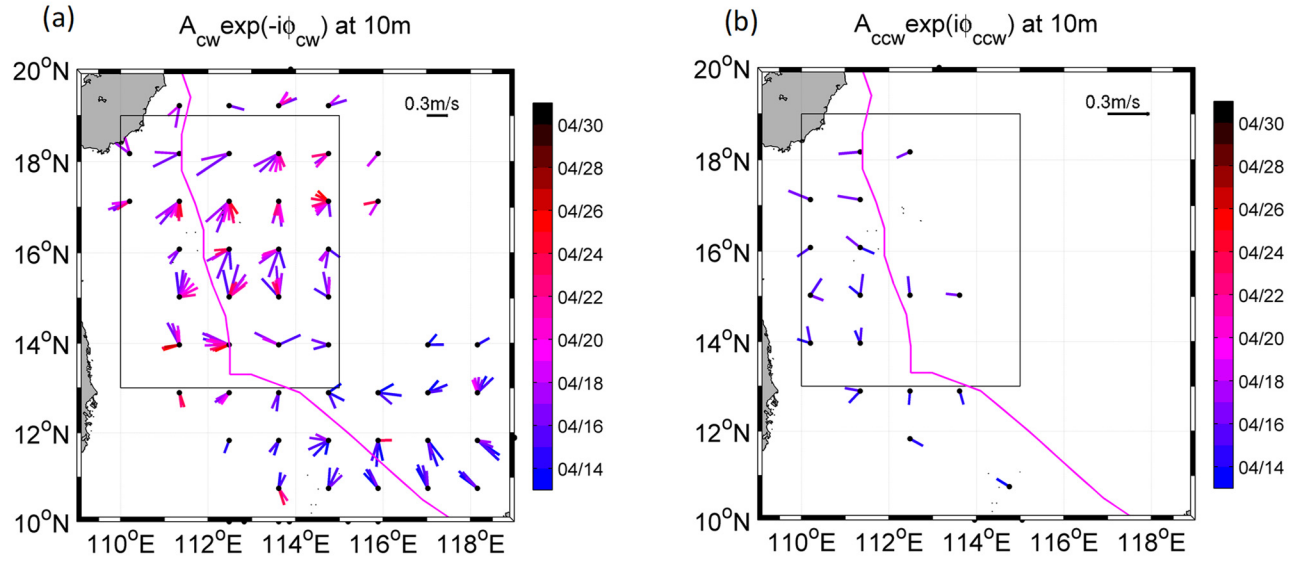 (a)
A_cw exp(-iϕ_cw) at 10m
20°N
18°N
16°N
14°N
12°N
10°N
110°E 112°E 114°E 116°E 118°E
0.3m/s
04/30
04/28
04/26
04/24
04/22
04/20
04/18
04/16
04/14
(b)
A_ccw exp(iϕ_ccw) at 10m
20°N
18°N
16°N
14°N
12°N
10°N
110°E 112°E 114°E 116°E 118°E
0.3m/s
04/30
04/28
04/26
04/24
04/22
04/20
04/18
04/16
04/14